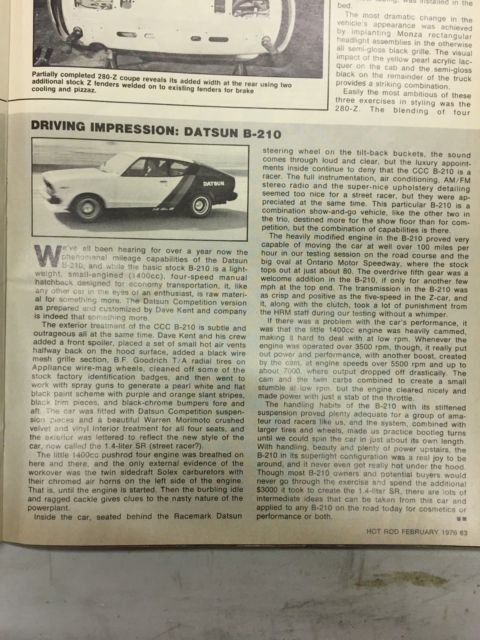 cooling, was installed in the
bed.
The most dramatic change in the
vehicle's appearance was achieved
by implanting Monza rectangular
headlight assemblies in the otherwise
all semi-gloss black grille. The visual
impact of the yellow pearl acrylic lac-
quer on the cab and the semi-gloss
black on the remainder of the truck
provides a striking combination.
Easily the most ambitious of these
three exercises in styling was the
280-Z. The blending of four
Partially completed 280-Z coupe reveals its added width at the rear using two
additional stock Z fenders welded on to existing fenders for brake
cooling and pizzaz.
DRIVING IMPRESSION: DATSUN B-210
DATSUN
We've all been hearing for over a year now the
phenomenal mileage capabilities of the Datsun
B-210, and while the basic stock B-210 is a light-
weight, small-engined (1400cc), four-speed manual
hatchback designed for economy transportation, it, like
any other car in the eyes of an enthusiast, is raw materi-
al for something more. The Datsun Competition version
as prepared and customized by Dave Kent and company
is indeed that something more.
The exterior treatment of the CCC B-210 is subtle and
outrageous all at the same time. Dave Kent and his crew
added a front spoiler, placed a set of small hot air vents
halfway back on the hood surface, added a black wire
mesh grille section, B.F. Goodrich T/A radial tires on
Appliance wire-mag wheels, cleaned off some of the
stock factory identification badges, and then went to
work with spray guns to generate a pearl white and flat
black paint scheme with purple and orange slant stripes,
black trim pieces, and black-chrome bumpers fore and
aft. The car was fitted with Datsun Competition suspen-
sion pieces and a beautiful Warren Morimoto crushed
velvet and vinyl interior treatment for all four seats, and
the exterior was lettered to reflect the new style of the
car, now called the 1.4-liter SR (street racer?).
The little 1400cc pushrod four engine was breathing on
here and there, and the only external evidence of the
workover was the twin sidedraft Solex carburetors with
their chromed air horns on the left side of the engine.
That is, until the engine is started. Then the burbling idle
and ragged cackle gives clues to the nasty nature of the
powerplant.
Inside the car, seated behind the Racemark Datsun
steering wheel on the tilt-back buckets, the sound
comes through loud and clear, but the luxury appoint-
ments inside continue to deny that the CCC B-210 is a
racer. The full instrumentation, air conditioning, AM/FM
stereo radio and the super-nice upholstery detailing
seemed too nice for a street racer, but they were ap-
preciated at the same time. This particular B-210 is a
combination show-and-go vehicle, like the other two in
the trio, destined more for the show floor than for com-
petition, but the combination of capabilities is there.
The heavily modified engine in the B-210 proved very
capable of moving the car at well over 100 miles per
hour in our testing session on the road course and the
big oval at Ontario Motor Speedway, where the stock
tops out at just about 80. The overdrive fifth gear was a
welcome addition in the B-210, if only for another few
mph at the top end. The transmission in the B-210 was
as crisp and positive as the five-speed in the Z-car, and
it, along with the clutch, took a lot of punishment from
the HRM staff during our testing without a whimper.
If there was a problem with the car's performance, it
was that the little 1400cc engine was heavily cammed,
making it hard to deal with at low rpm. Whenever the
engine was operated over 3500 rpm, though, it really put
out power and performance, with another boost, created
by the cam, at engine speeds over 5500 rpm and up to
about 7000, where output dropped off drastically. The
cam and the twin carbs combined to create a small
stumble at low rpm, but the engine cleared nicely and
made power with just a stab of the throttle.
The handling habits of the B-210 with its stiffened
suspension proved plenty adequate for a group of ama-
teur road racers like us, and the system, combined with
larger tires and wheels, made us practice bootleg turns
until we could spin the car in just about its own length.
With handling, beauty and plenty of power upstairs, the
B-210 in its superlight configuration was a real joy to be
around, and it never even got really hot under the hood.
Though most B-210 owners and potential buyers would
never go through the exercise and spend the additional
$3000 it took to create the 1.4-liter SR, there are lots of
intermediate ideas that can be taken from this car and
applied to any B-210 on the road today for cosmetics or
performance or both.
HOT ROD FEBRUARY 1976 63